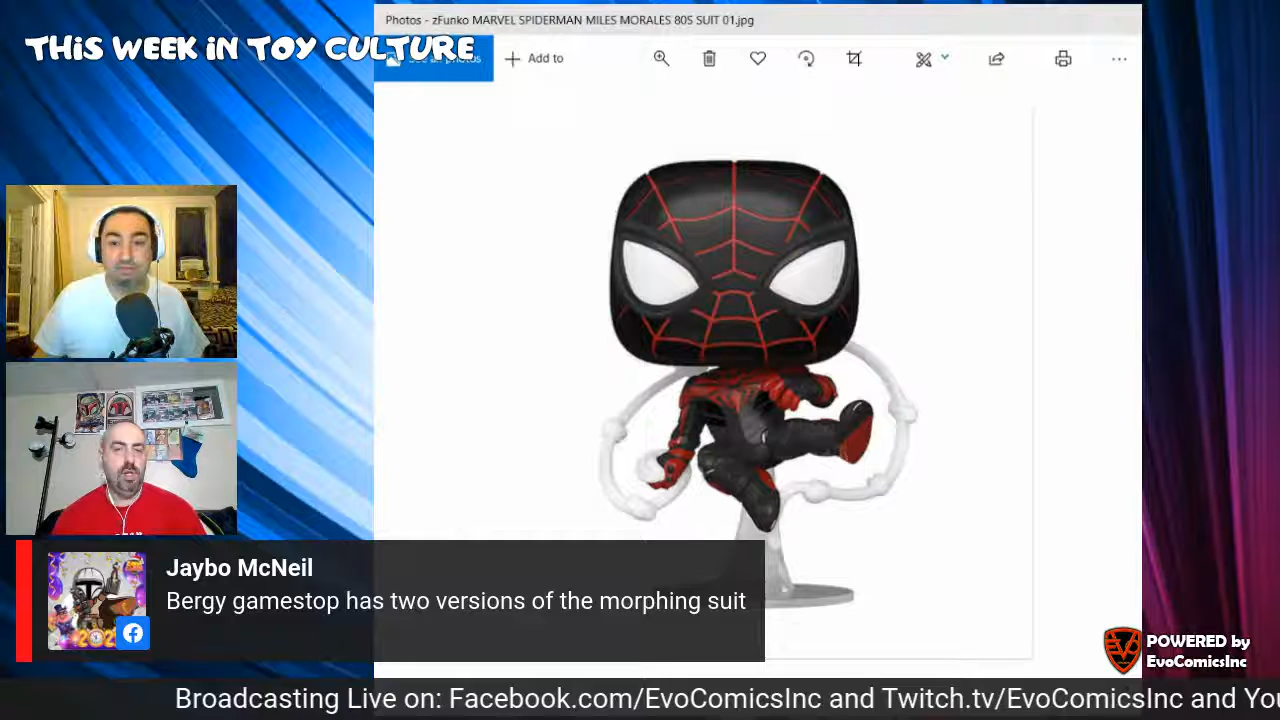 Photos - zFunko MARVEL SPIDERMAN MILES MORALES 80S SUIT 01.jpg
THiS WEEK iN TOY CULTURE
Add to
Jaybo McNeil
Bergy gamestop has two versions of the morphing suit
EVO
POWERED by
EvoComicsInc
Broadcasting Live on: Facebook.com/EvoComicsInc and Twitch.tv/EvoComicsInc and You